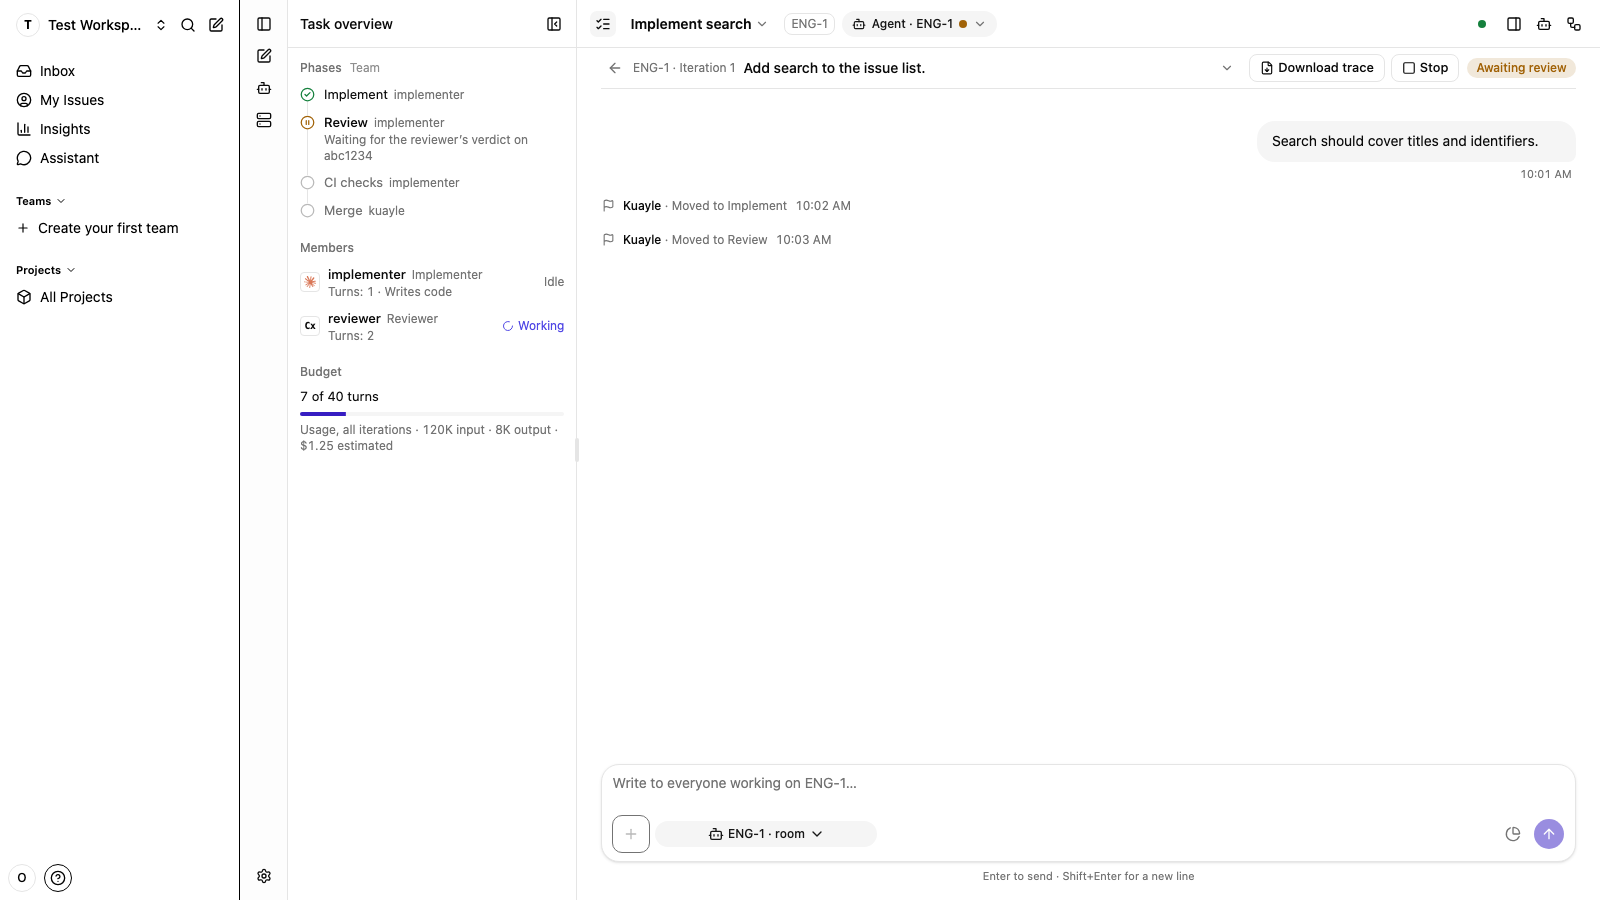 T Test Worksp...
Inbox
My Issues
Insights
Assistant
Teams
Create your first team
Projects
All Projects
O
Task overview
Phases Team
Implement implementer
Review implementer
Waiting for the reviewer's verdict on
abc1234
CI checks implementer
Merge kuayle
Members
implementer Implementer
Turns: 1 · Writes code
Idle
Cx reviewer Reviewer
Turns: 2
Working
Budget
7 of 40 turns
Usage, all iterations · 120K input · 8K output ·
$1.25 estimated
Implement search ENG-1 Agent · ENG-1
ENG-1 · Iteration 1 Add search to the issue list. Download trace Stop Awaiting review
Search should cover titles and identifiers.
10:01 AM
Kuayle · Moved to Implement 10:02 AM
Kuayle · Moved to Review 10:03 AM
Write to everyone working on ENG-1...
ENG-1 · room
Enter to send · Shift+Enter for a new line